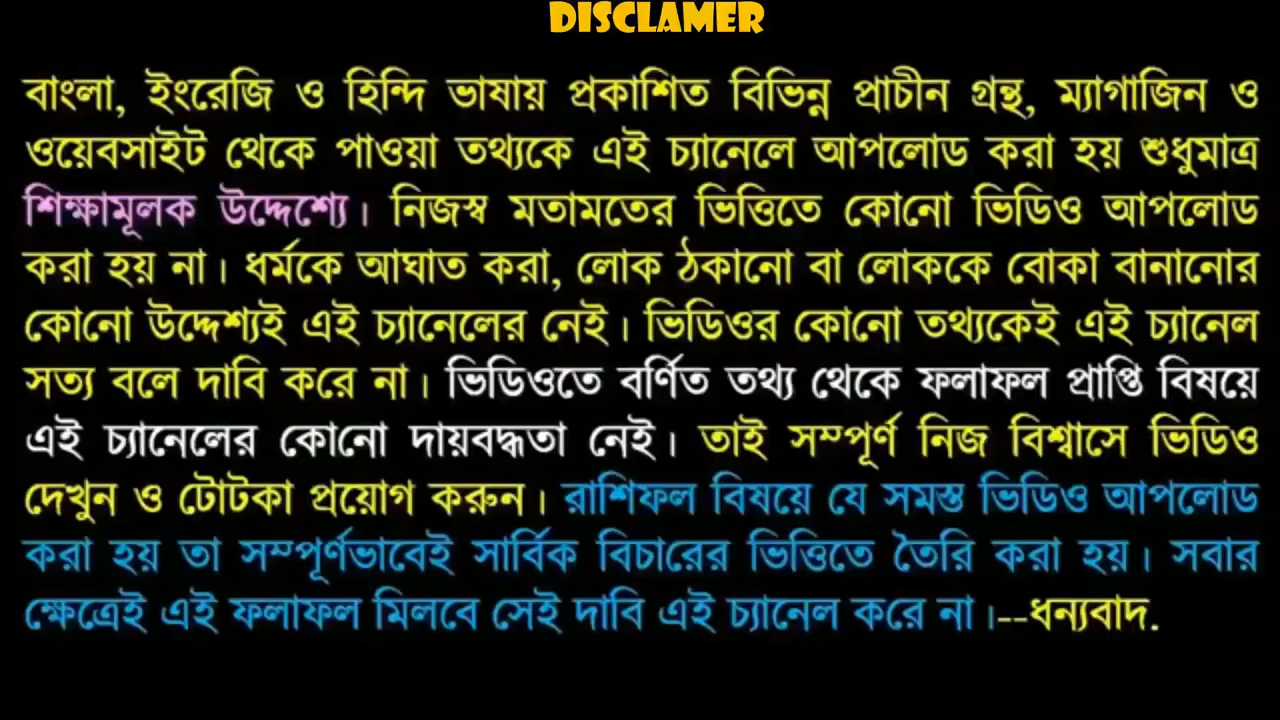 DISCLAMER
বাংলা, ইংরেজি ও হিন্দি ভাষায় প্রকাশিত বিভিন্ন প্রাচীন গ্রন্থ, ম্যাগাজিন ও
ওয়েবসাইট থেকে পাওয়া তথ্যকে এই চ্যানেলে আপলোড করা হয় শুধুমাত্র
শিক্ষামূলক উদ্দেশ্যে। নিজস্ব মতামতের ভিত্তিতে কোনো ভিডিও আপলোড
করা হয় না। ধর্মকে আঘাত করা, লোক ঠকানো বা লোককে বোকা বানানোর
কোনো উদ্দেশ্যই এই চ্যানেলের নেই। ভিডিওর কোনো তথ্যকেই এই চ্যানেল
সত্য বলে দাবি করে না। ভিডিওতে বর্ণিত তথ্য থেকে ফলাফল প্রাপ্তি বিষয়ে
এই চ্যানেলের কোনো দায়বদ্ধতা নেই। তাই সম্পূর্ণ নিজ বিশ্বাসে ভিডিও
দেখুন ও টোটকা প্রয়োগ করুন। রাশিফল বিষয়ে যে সমস্ত ভিডিও আপলোড
করা হয় তা সম্পূর্ণভাবেই সার্বিক বিচারের ভিত্তিতে তৈরি করা হয়। সবার
ক্ষেত্রেই এই ফলাফল মিলবে সেই দাবি এই চ্যানেল করে না।--ধন্যবাদ.